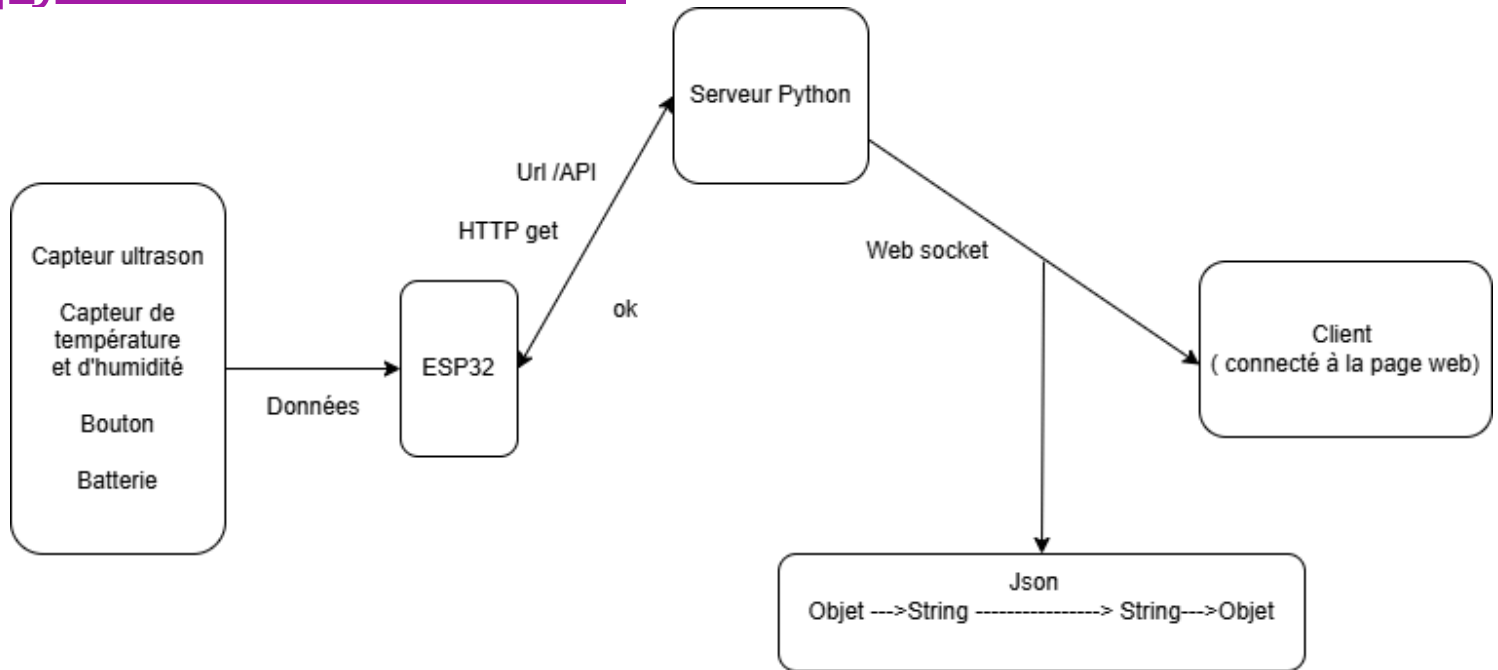 Serveur Python
Url /API
HTTP get
ok
Capteur ultrason
Capteur de
température
et d'humidité
Bouton
Batterie
Données
ESP32
Web socket
Client
( connecté à la page web)
Json
Objet --->String ----------------> String--->Objet